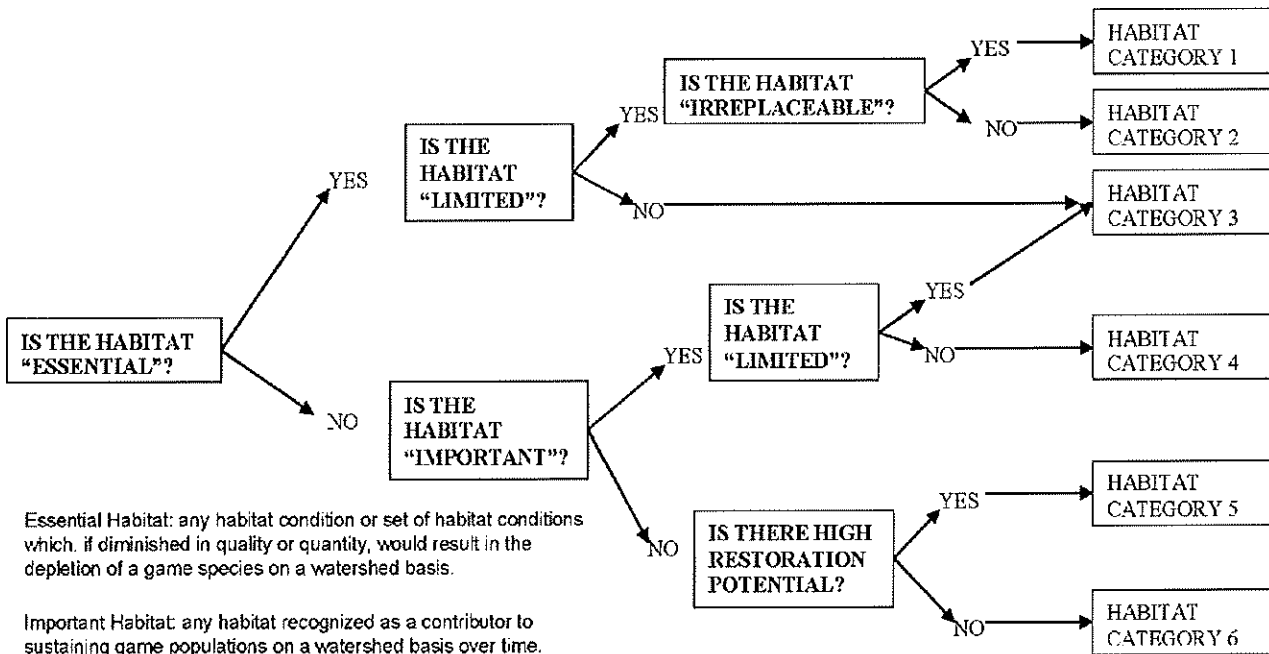 IS THE HABITAT
"ESSENTIAL"?
YES
NO
IS THE
HABITAT
"LIMITED"?
YES
NO
IS THE HABITAT
"IRREPLACEABLE"?
YES
NO
HABITAT
CATEGORY 1
HABITAT
CATEGORY 2
HABITAT
CATEGORY 3
IS THE
HABITAT
"IMPORTANT"?
YES
NO
IS THE
HABITAT
"LIMITED"?
YES
NO
HABITAT
CATEGORY 4
IS THERE HIGH
RESTORATION
POTENTIAL?
YES
NO
HABITAT
CATEGORY 5
HABITAT
CATEGORY 6
Essential Habitat: any habitat condition or set of habitat conditions
which. if diminished in quality or quantity, would result in the
depletion of a game species on a watershed basis.
Important Habitat: any habitat recognized as a contributor to
sustaining game populations on a watershed basis over time.